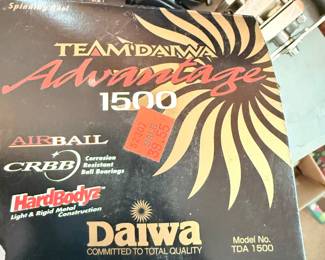 Spinning Reel
TEAM DAIWA
Advantage
1500
AIRBAIL
CRBB Corrosion
Resistant
Ball Bearings
HardBodyz
Light & Rigid Metal
Construction
Daiwa
COMMITTED TO TOTAL QUALITY
Model No.
TDA 1500